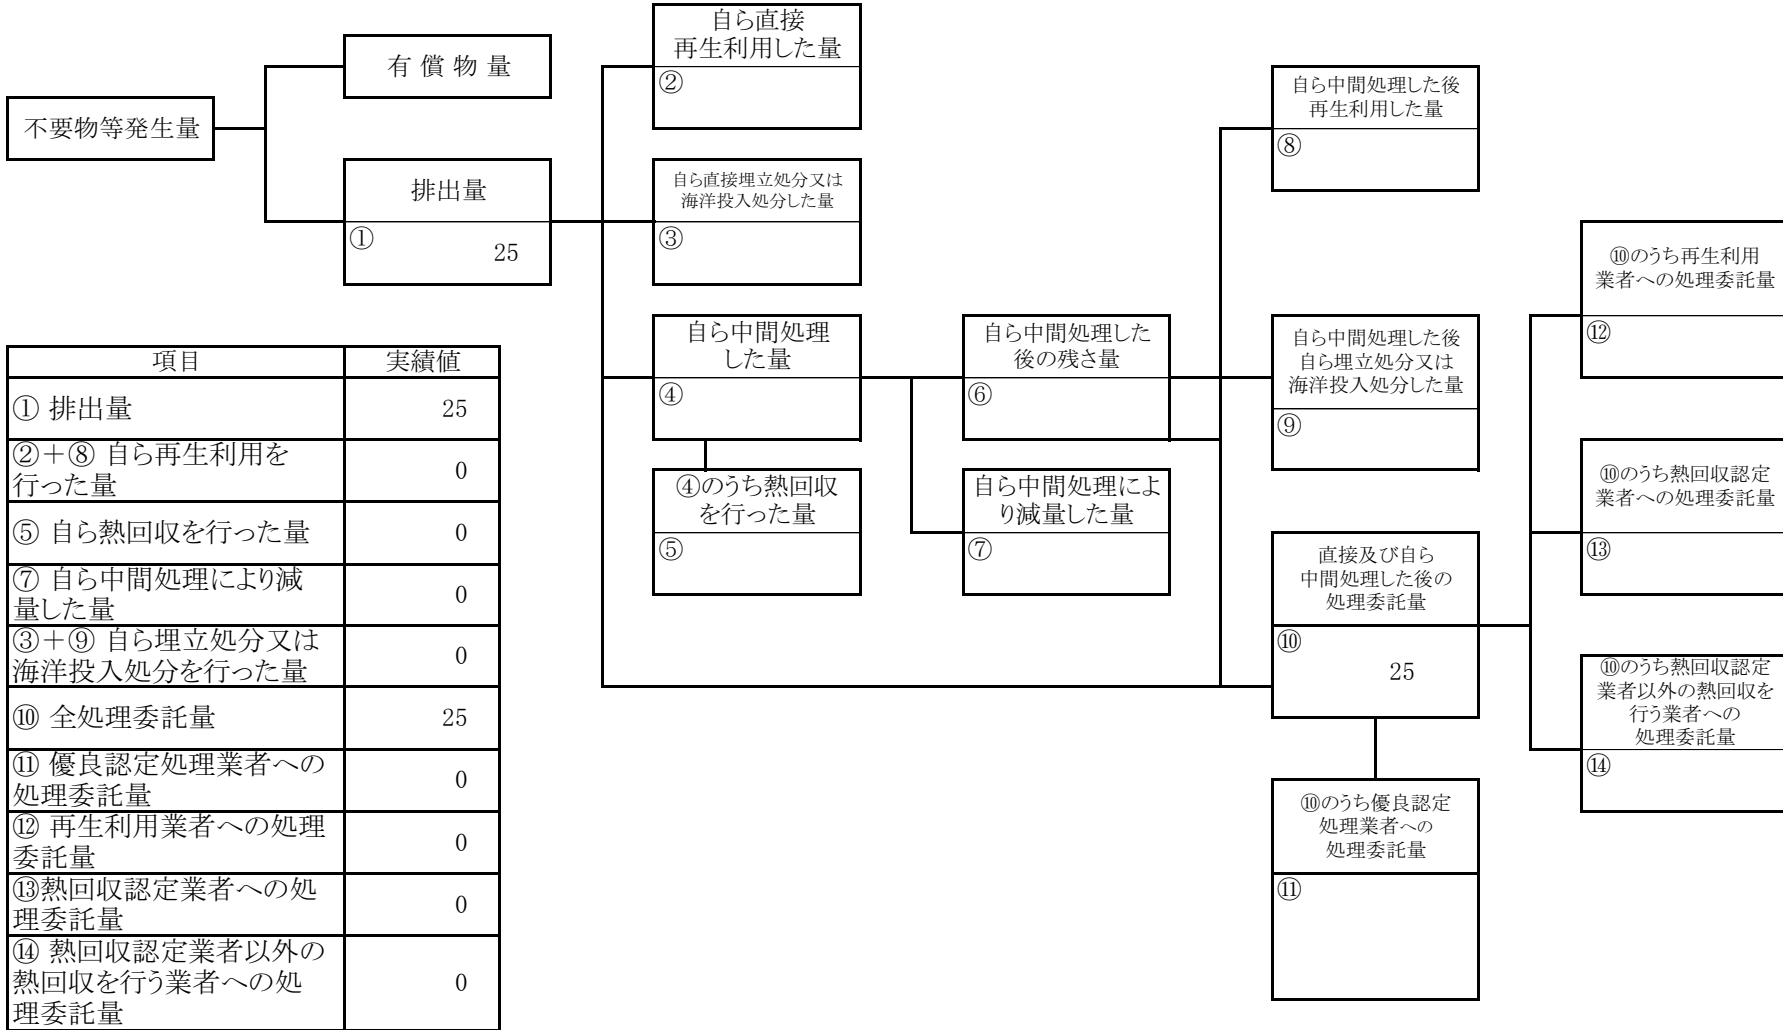 不要物等発生量
有 償 物 量
排出量
①
25
自ら直接
再生利用した量
②
自ら直接埋立処分又は
海洋投入処分した量
③
自ら中間処理
した量
④
④のうち熱回収
を行った量
⑤
自ら中間処理した
後の残さ量
⑥
自ら中間処理によ
り減量した量
⑦
自ら中間処理した後
再生利用した量
⑧
自ら中間処理した後
自ら埋立処分又は
海洋投入処分した量
⑨
直接及び自ら
中間処理した後の
処理委託量
⑩
25
⑩のうち優良認定
処理業者への
処理委託量
⑪
⑩のうち再生利用
業者への処理委託量
⑫
⑩のうち熱回収認定
業者への処理委託量
⑬
⑩のうち熱回収認定
業者以外の熱回収を
行う業者への
処理委託量
⑭
項目 実績値
① 排出量 25
②＋⑧ 自ら再生利用を
行った量 0
⑤ 自ら熱回収を行った量 0
⑦ 自ら中間処理により減
量した量 0
③＋⑨ 自ら埋立処分又は
海洋投入処分を行った量 0
⑩ 全処理委託量 25
⑪ 優良認定処理業者への
処理委託量 0
⑫ 再生利用業者への処理
委託量 0
⑬熱回収認定業者への処
理委託量 0
⑭ 熱回収認定業者以外の
熱回収を行う業者への処 0
理委託量